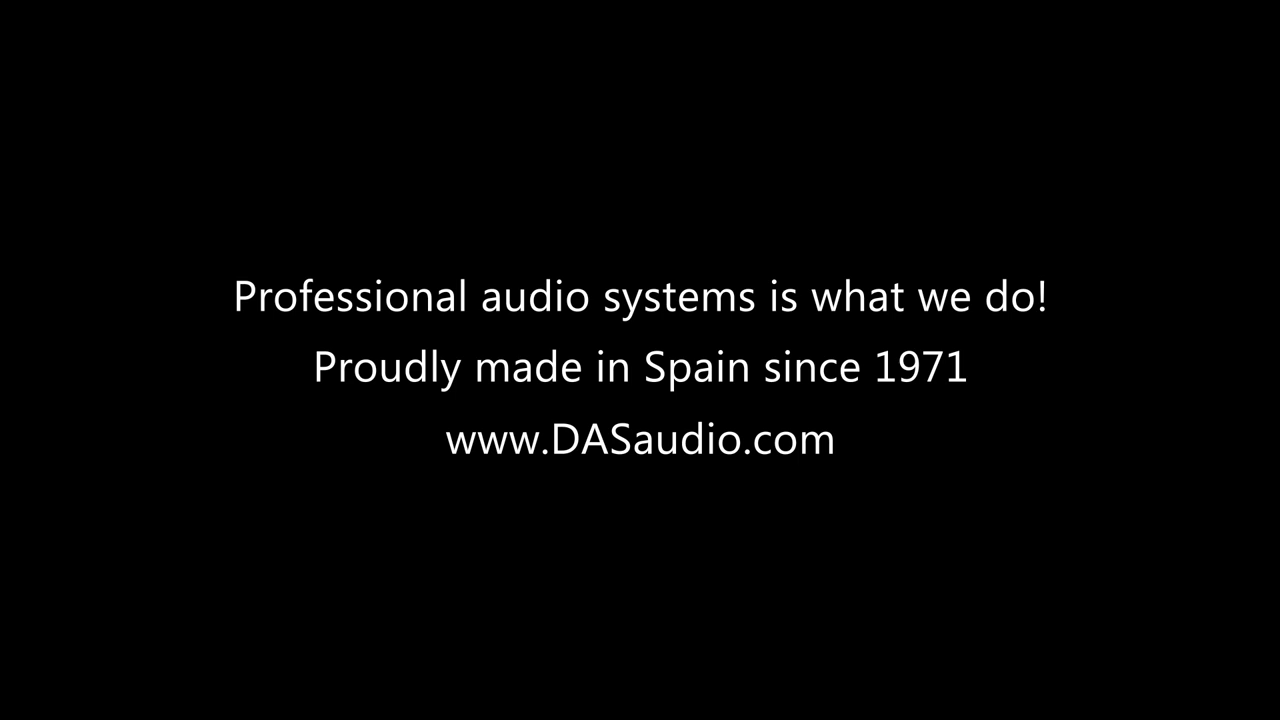 Professional audio systems is what we do!
Proudly made in Spain since 1971
www.DASaudio.com